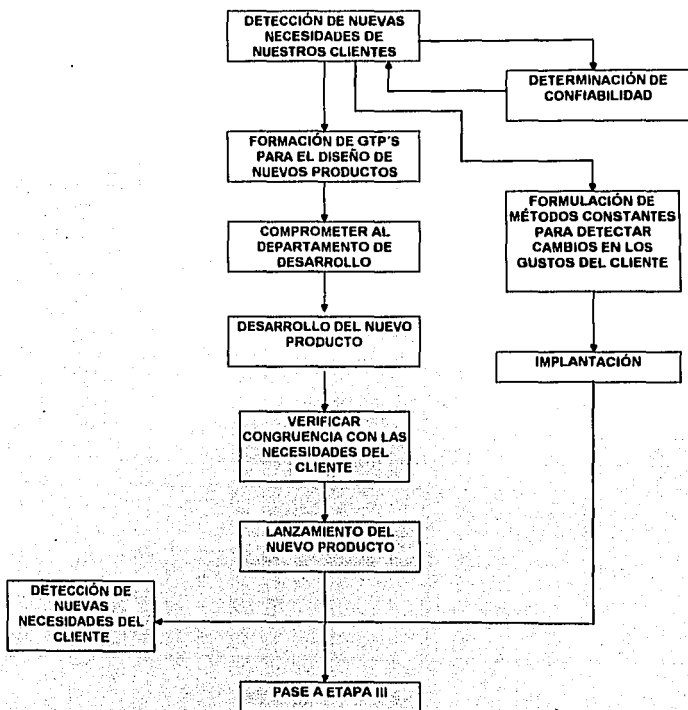 DETECCIÓN DE NUEVAS
NECESIDADES DE
NUESTROS CLIENTES
DETERMINACIÓN DE
CONFIABILIDAD
FORMACIÓN DE GTP'S
PARA EL DISEÑO DE
NUEVOS PRODUCTOS
FORMULACIÓN DE
MÉTODOS CONSTANTES
PARA DETECTAR
CAMBIOS EN LOS
GUSTOS DEL CLIENTE
COMPROMETER AL
DEPARTAMENTO DE
DESARROLLO
DESARROLLO DEL NUEVO
PRODUCTO
IMPLANTACIÓN
VERIFICAR
CONGRUENCIA CON LAS
NECESIDADES DEL
CLIENTE
LANZAMIENTO DEL
NUEVO PRODUCTO
DETECCIÓN DE
NUEVAS
NECESIDADES DEL
CLIENTE
PASE A ETAPA III